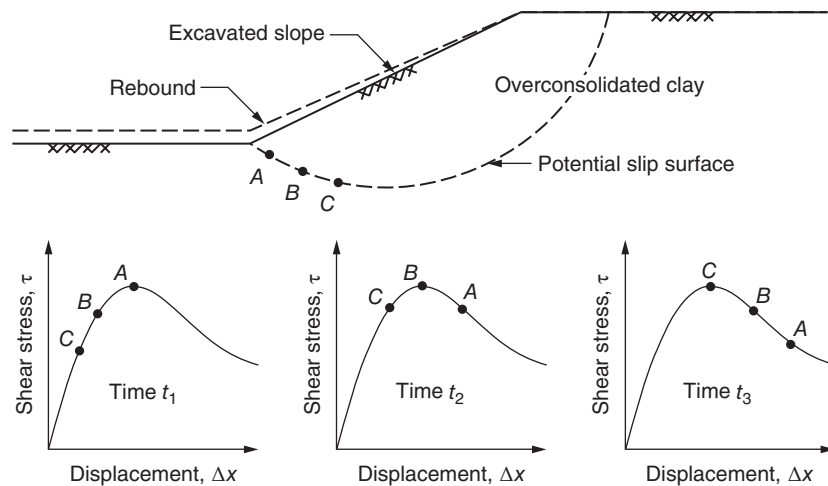 Excavated slope
Rebound
Overconsolidated clay
A
B
C
Potential slip surface
Shear stress, τ
A
B
C
Time t1
Displacement, Δx
Shear stress, τ
B
C
A
Time t2
Displacement, Δx
Shear stress, τ
C
B
A
Time t3
Displacement, Δx